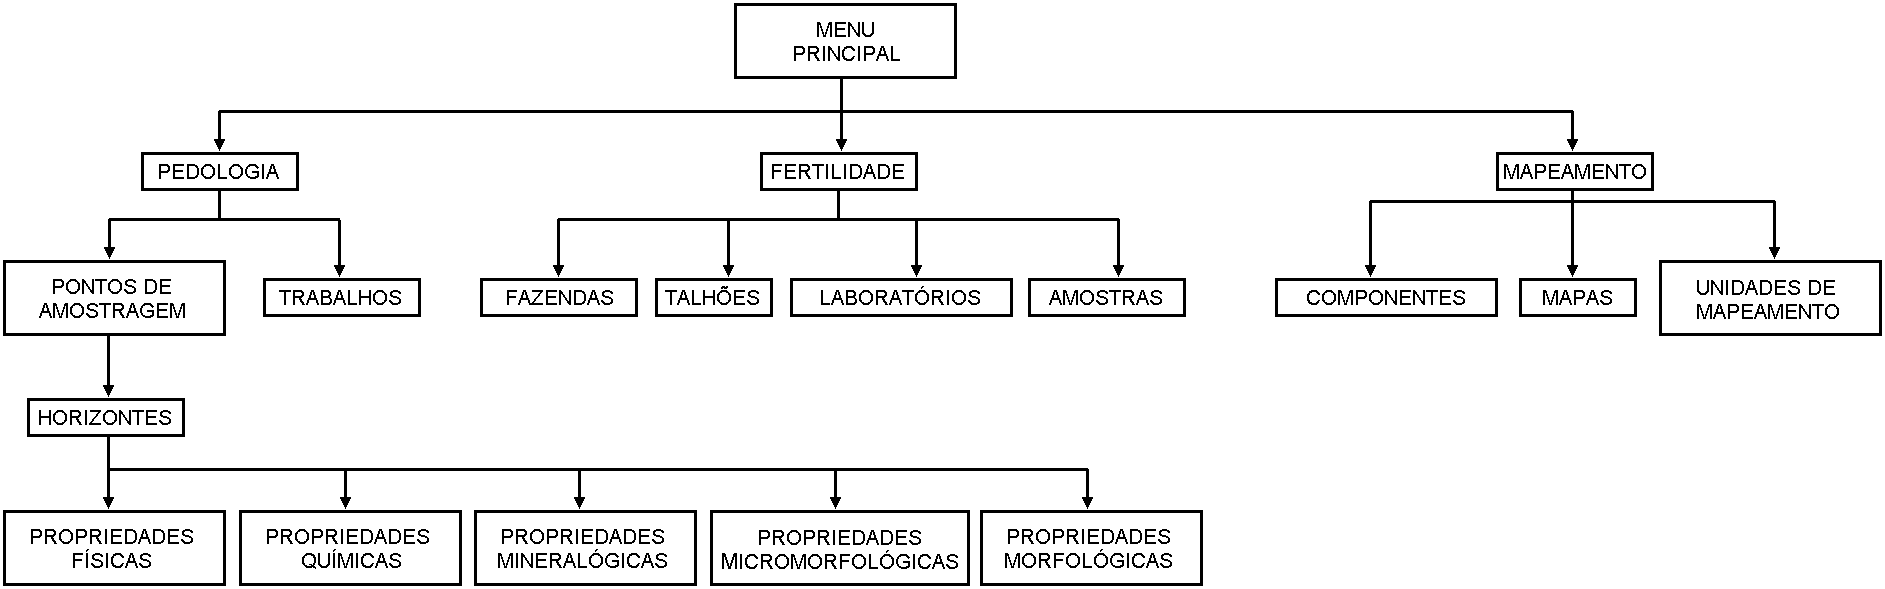 MENU
PRINCIPAL
PEDOLOGIA
FERTILIDADE
MAPEAMENTO
PONTOS DE
AMOSTRAGEM
TRABALHOS
FAZENDAS
TALHÕES
LABORATÓRIOS
AMOSTRAS
COMPONENTES
MAPAS
UNIDADES DE
MAPEAMENTO
HORIZONTES
PROPRIEDADES
FÍSICAS
PROPRIEDADES
QUÍMICAS
PROPRIEDADES
MINERALÓGICAS
PROPRIEDADES
MICROMORFOLÓGICAS
PROPRIEDADES
MORFOLÓGICAS